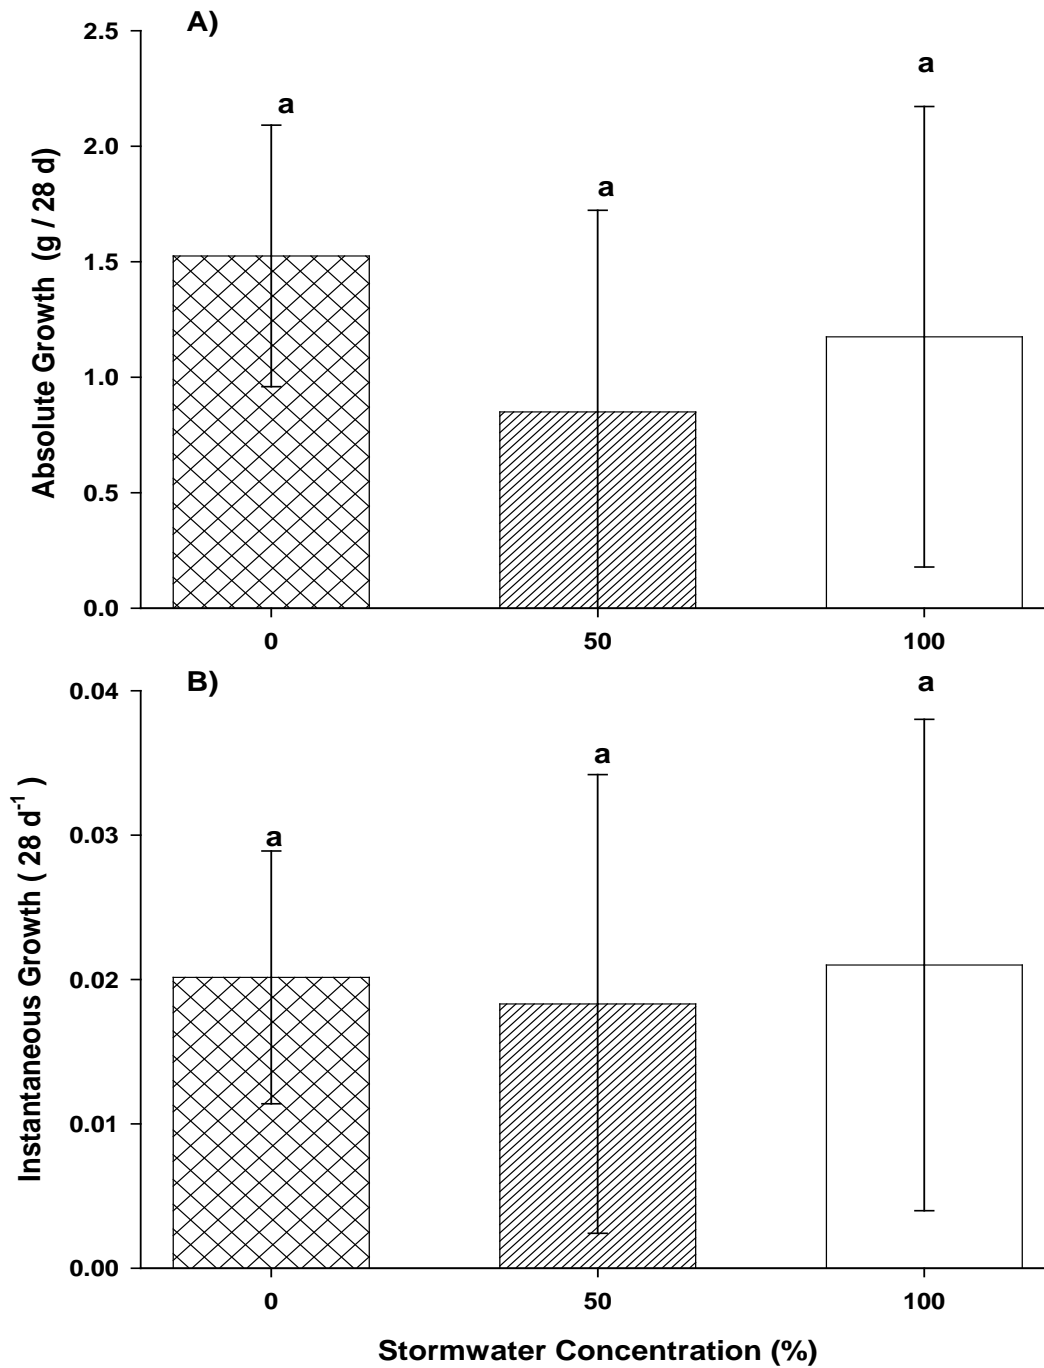 A)
2.5
2.0
1.5
1.0
0.5
0.0
Absolute Growth (g / 28 d)
a
a
a
0
50
100
B)
0.04
0.03
0.02
0.01
0.00
Instantaneous Growth ( 28 d⁻¹ )
a
a
a
0
50
100
Stormwater Concentration (%)